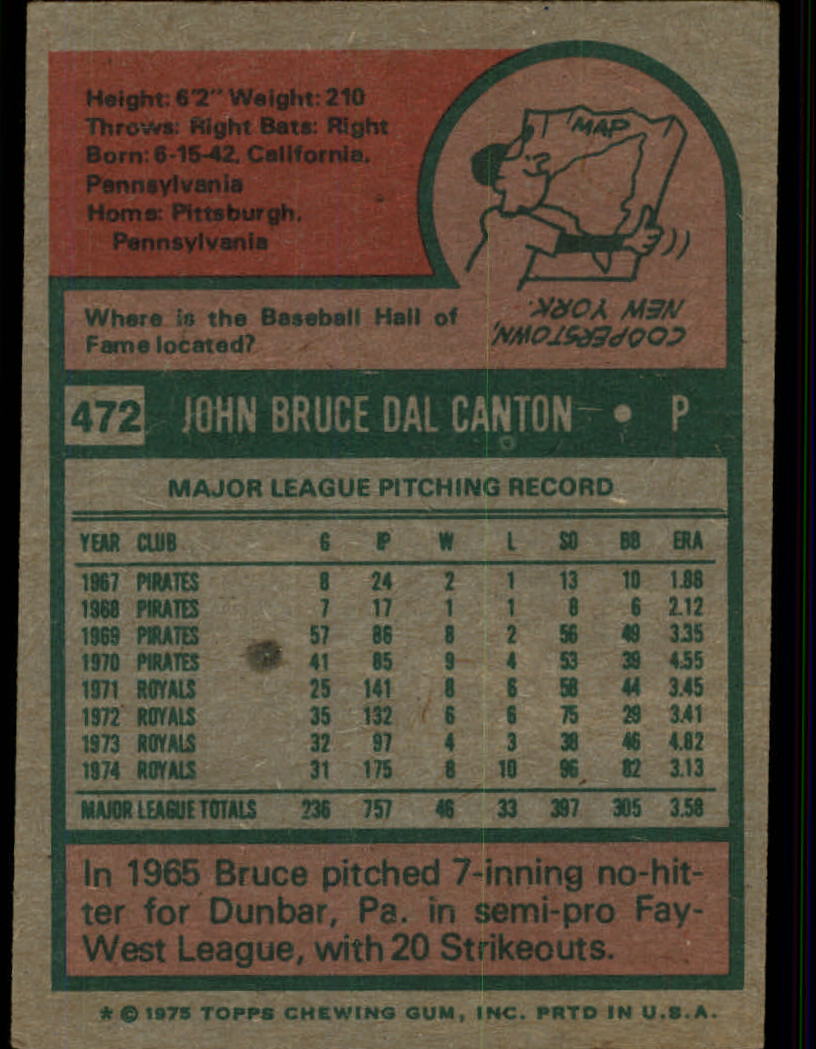 Height: 6'2" Weight: 210
Throws: Right Bats: Right
Born: 6-15-42, California,
Pennsylvania
Home: Pittsburgh,
Pennsylvania
MAP
Where is the Baseball Hall of
Fame located?
COOPERSTOWN,
NEW YORK.
472 JOHN BRUCE DAL CANTON • P
MAJOR LEAGUE PITCHING RECORD
YEAR CLUB G IP W L SO BB ERA
1967 PIRATES 8 24 2 1 13 10 1.88
1968 PIRATES 7 17 1 1 8 6 2.12
1969 PIRATES 57 86 8 2 56 49 3.35
1970 PIRATES 41 85 9 4 53 39 4.55
1971 ROYALS 25 141 8 6 58 44 3.45
1972 ROYALS 35 132 6 6 75 29 3.41
1973 ROYALS 32 97 4 3 38 46 4.82
1974 ROYALS 31 175 8 10 96 82 3.13
MAJOR LEAGUE TOTALS 236 757 46 33 397 305 3.58
In 1965 Bruce pitched 7-inning no-hit-
ter for Dunbar, Pa. in semi-pro Fay-
West League, with 20 Strikeouts.
* © 1975 TOPPS CHEWING GUM, INC. PRTD IN U.S.A.